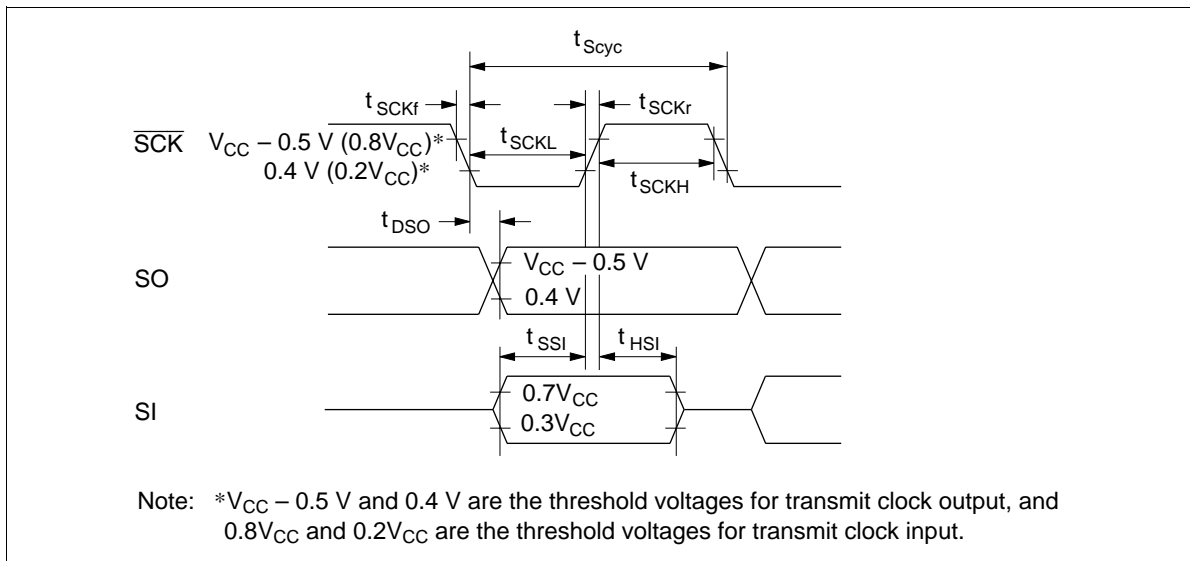 tScyc
tSCKf
tSCKr
SCK VCC – 0.5 V (0.8VCC)*
tSCKL
0.4 V (0.2VCC)*
tSCKH
tDSO
SO
VCC – 0.5 V
0.4 V
tSSI
tHSI
SI
0.7VCC
0.3VCC
Note: *VCC – 0.5 V and 0.4 V are the threshold voltages for transmit clock output, and
0.8VCC and 0.2VCC are the threshold voltages for transmit clock input.